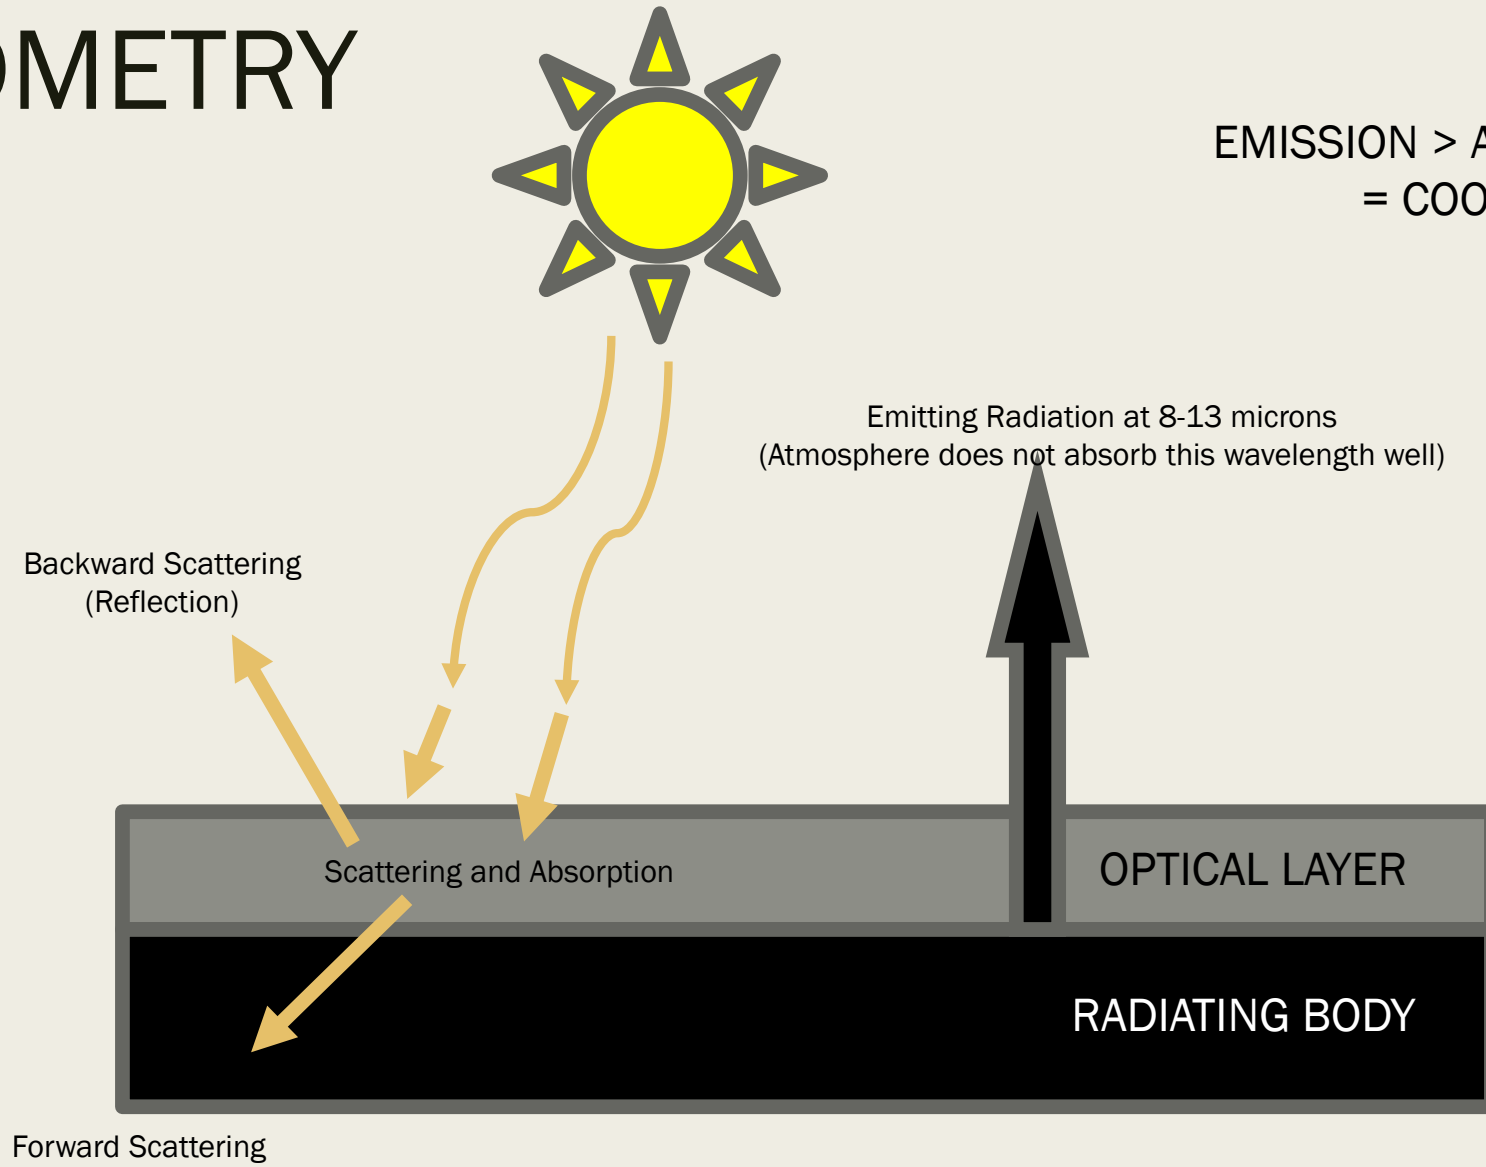 OMETRY
EMISSION > A
= COO
Emitting Radiation at 8-13 microns
(Atmosphere does not absorb this wavelength well)
Backward Scattering
(Reflection)
Scattering and Absorption
OPTICAL LAYER
RADIATING BODY
Forward Scattering